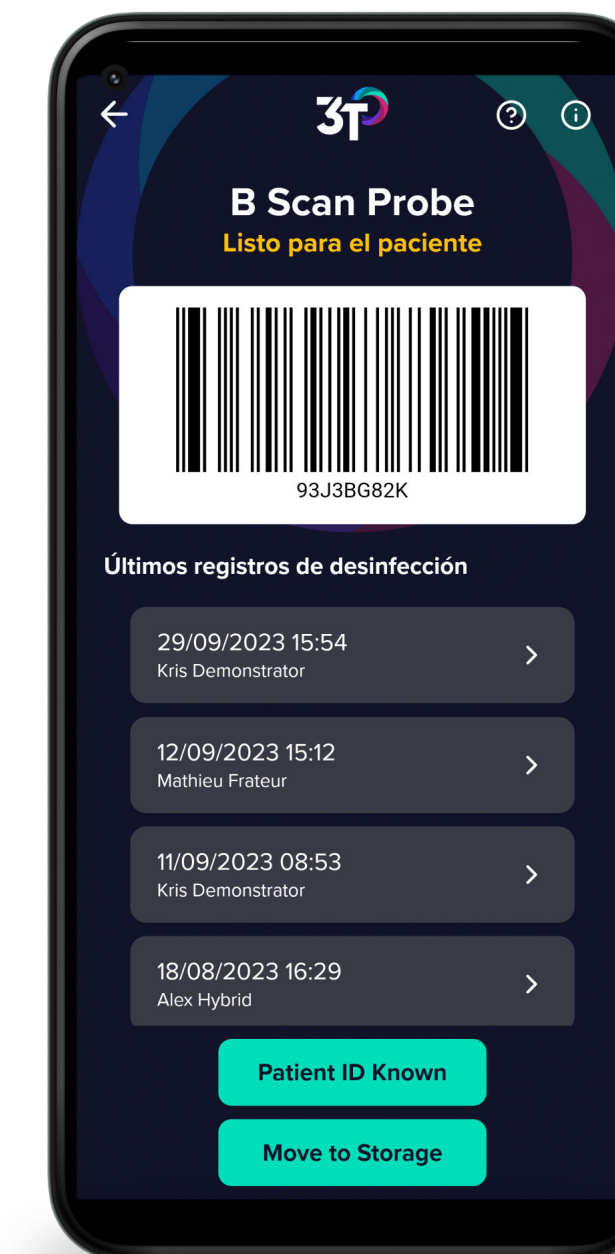 3T
B Scan Probe
Listo para el paciente
93J3BG82K
Últimos registros de desinfección
29/09/2023 15:54
Kris Demonstrator
12/09/2023 15:12
Mathieu Frateur
11/09/2023 08:53
Kris Demonstrator
18/08/2023 16:29
Alex Hybrid
Patient ID Known
Move to Storage